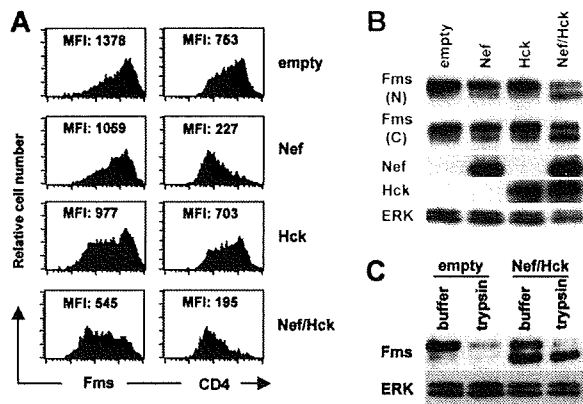 A
MFI: 1378
MFI: 753
empty
MFI: 1059
MFI: 227
Nef
MFI: 977
MFI: 703
Hck
MFI: 545
MFI: 195
Nef/Hck
Relative cell number
Fms
CD4
B
empty
Nef
Hck
Nef/Hck
Fms
(N)
Fms
(C)
Nef
Hck
ERK
C
empty
Nef/Hck
buffer
trypsin
buffer
trypsin
Fms
ERK